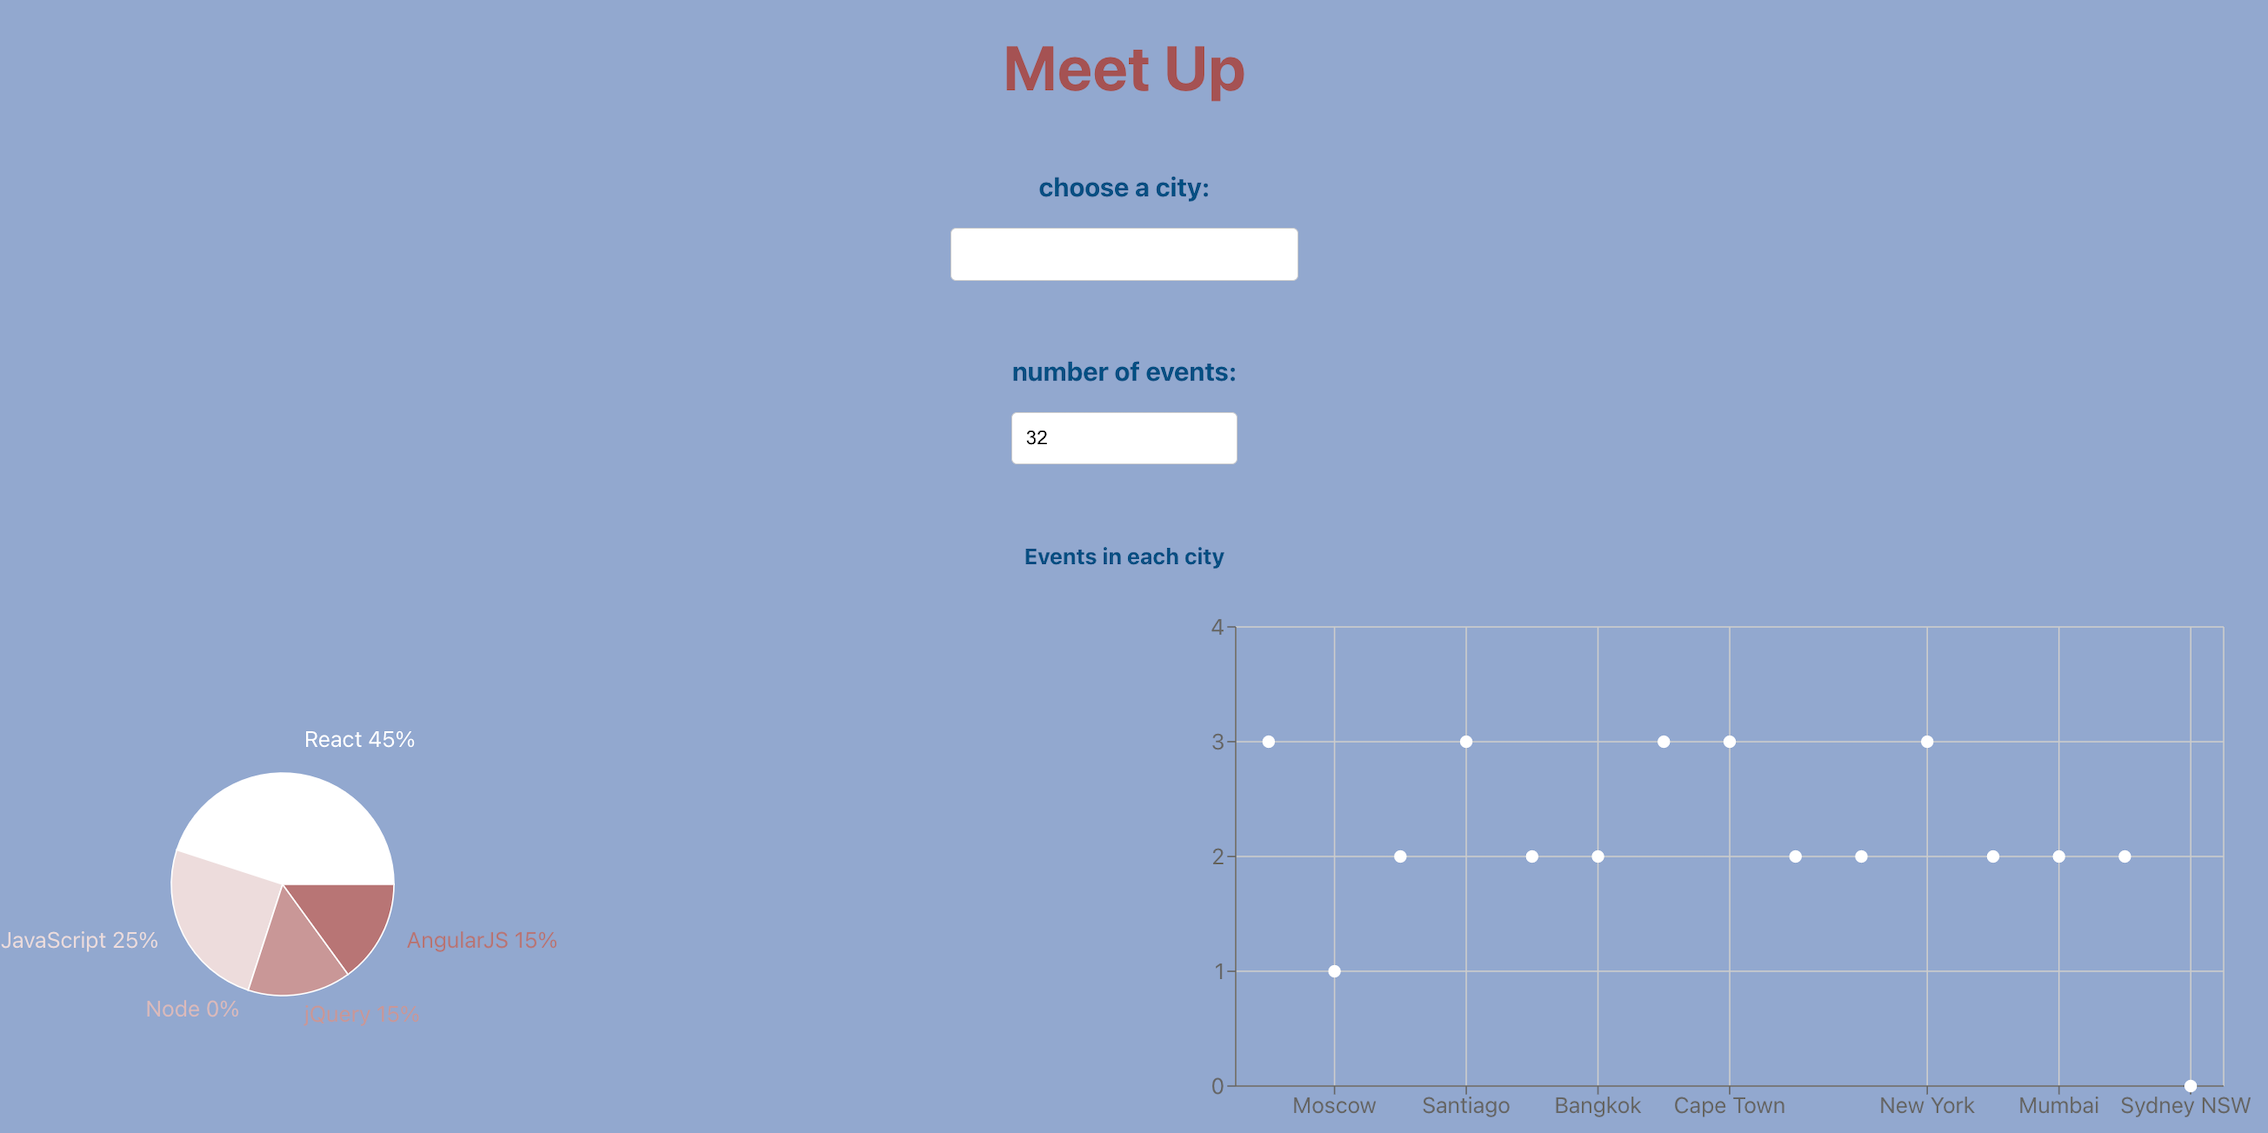 Meet Up
choose a city:
number of events:
32
Events in each city
React 45%
JavaScript 25%
AngularJS 15%
Node 0%
jQuery 15%
4
3
2
1
0
Moscow Santiago Bangkok Cape Town New York Mumbai Sydney NSW